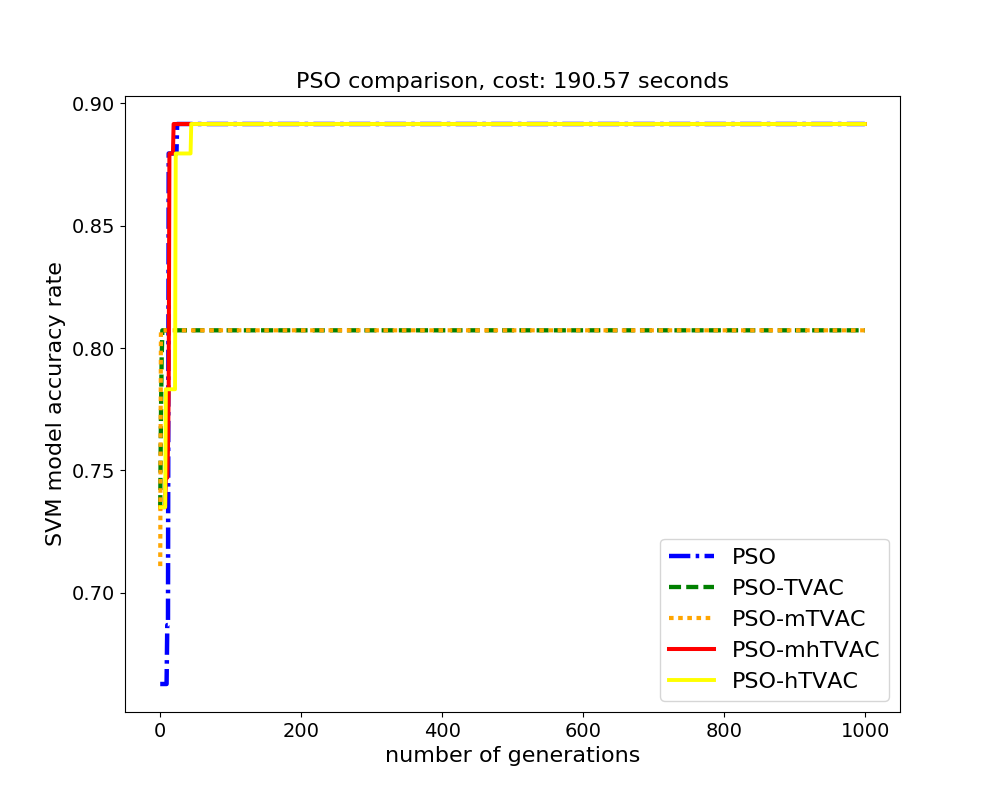 PSO comparison, cost: 190.57 seconds
0.90
0.85
0.80
0.75
0.70
SVM model accuracy rate
0 200 400 600 800 1000
number of generations
PSO
PSO-TVAC
PSO-mTVAC
PSO-mhTVAC
PSO-hTVAC